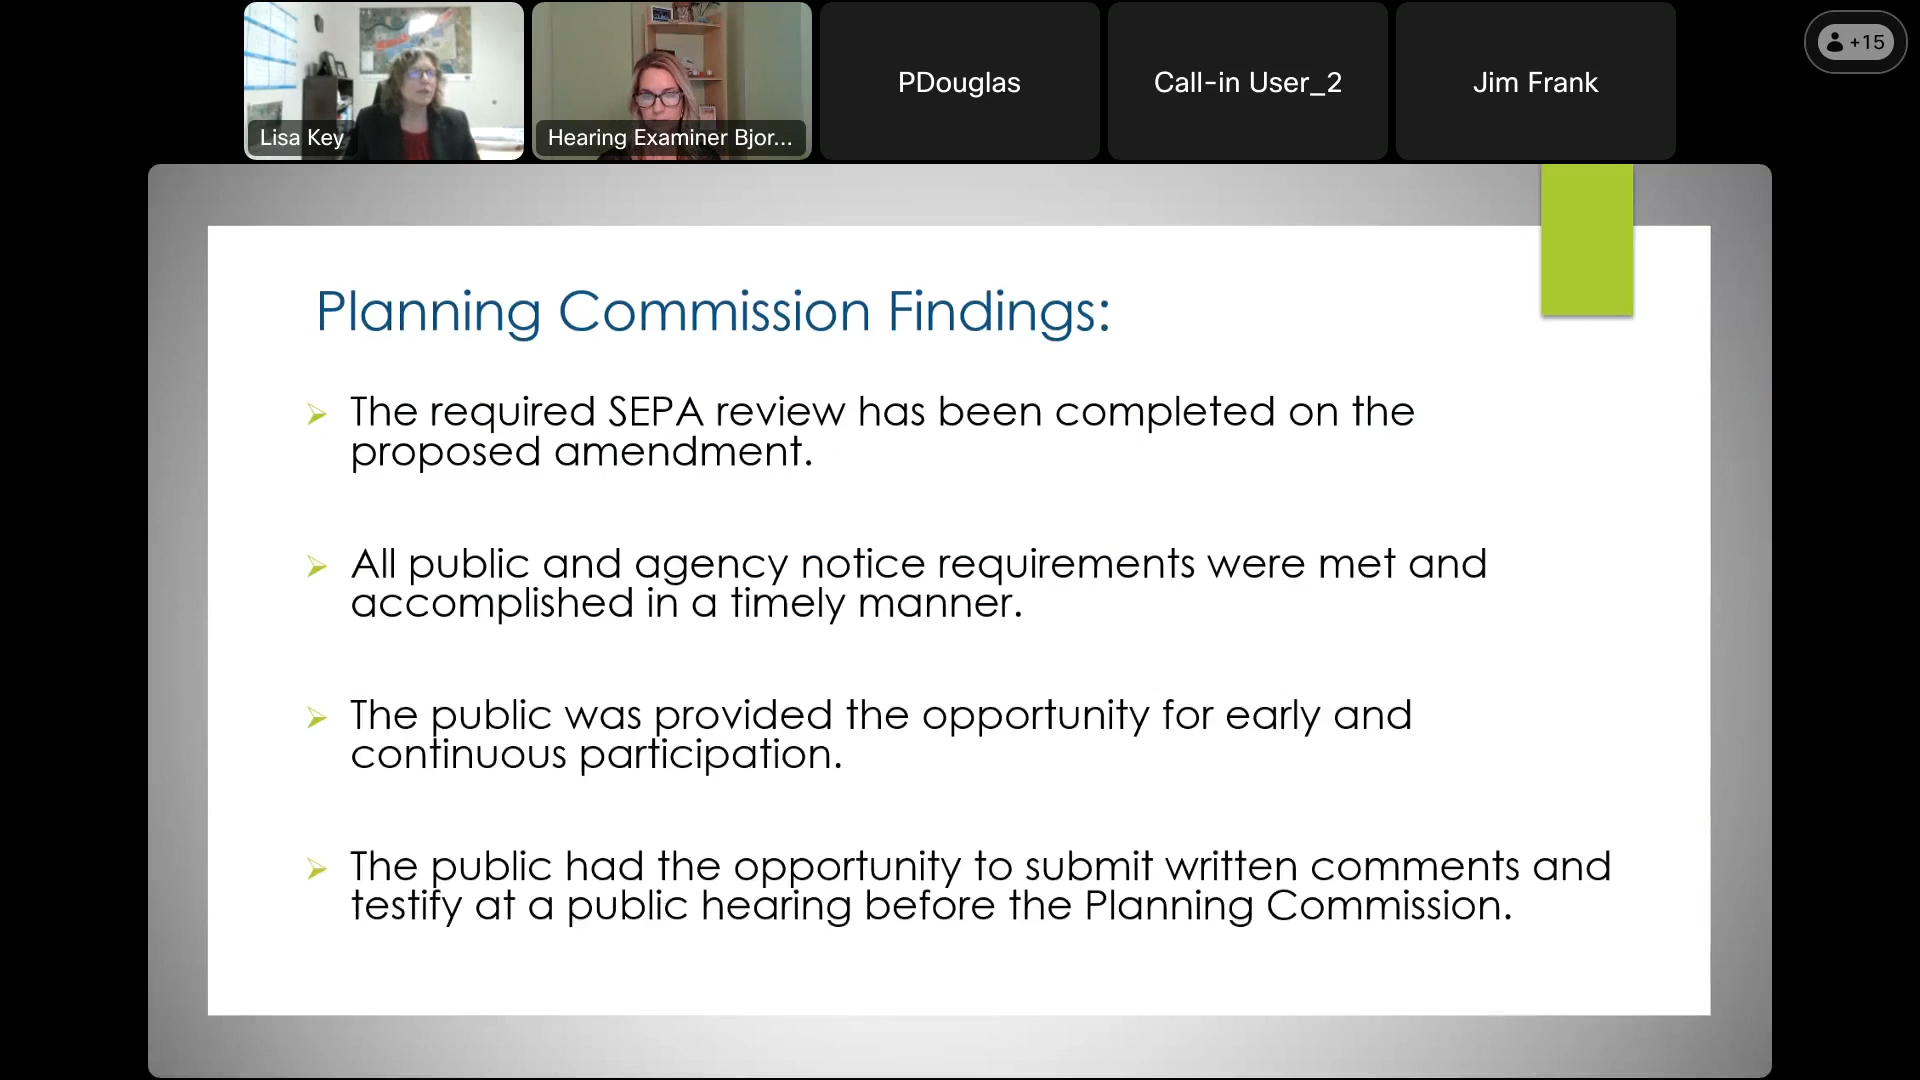 Lisa Key
Hearing Examiner Bjor...
PDouglas
Call-in User_2
Jim Frank
+15
Planning Commission Findings:
The required SEPA review has been completed on the
proposed amendment.
All public and agency notice requirements were met and
accomplished in a timely manner.
The public was provided the opportunity for early and
continuous participation.
The public had the opportunity to submit written comments and
testify at a public hearing before the Planning Commission.